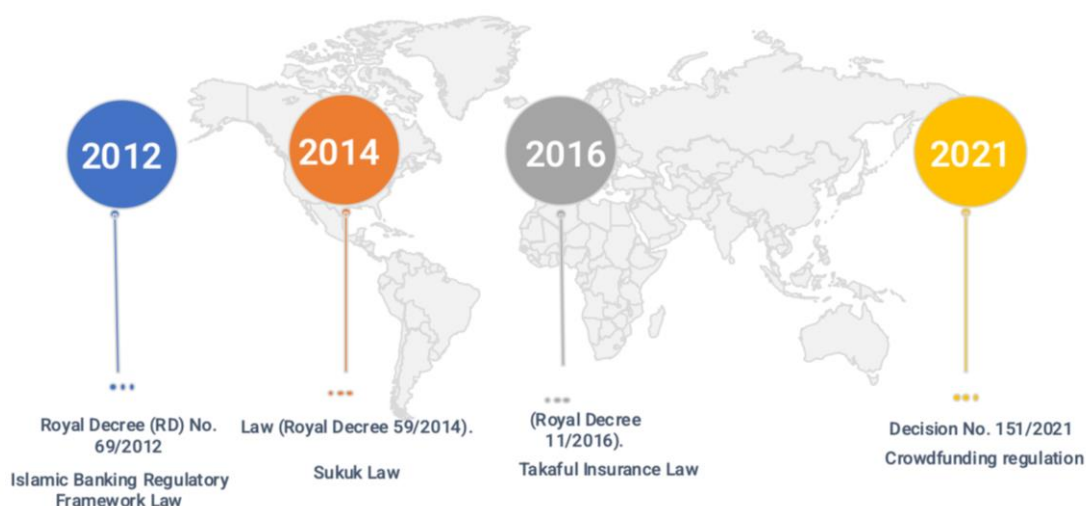 2012
2014
2016
2021
Royal Decree (RD) No.
69/2012
Islamic Banking Regulatory
Framework Law
Law (Royal Decree 59/2014).
Sukuk Law
(Royal Decree
11/2016).
Takaful Insurance Law
Decision No. 151/2021
Crowdfunding regulation